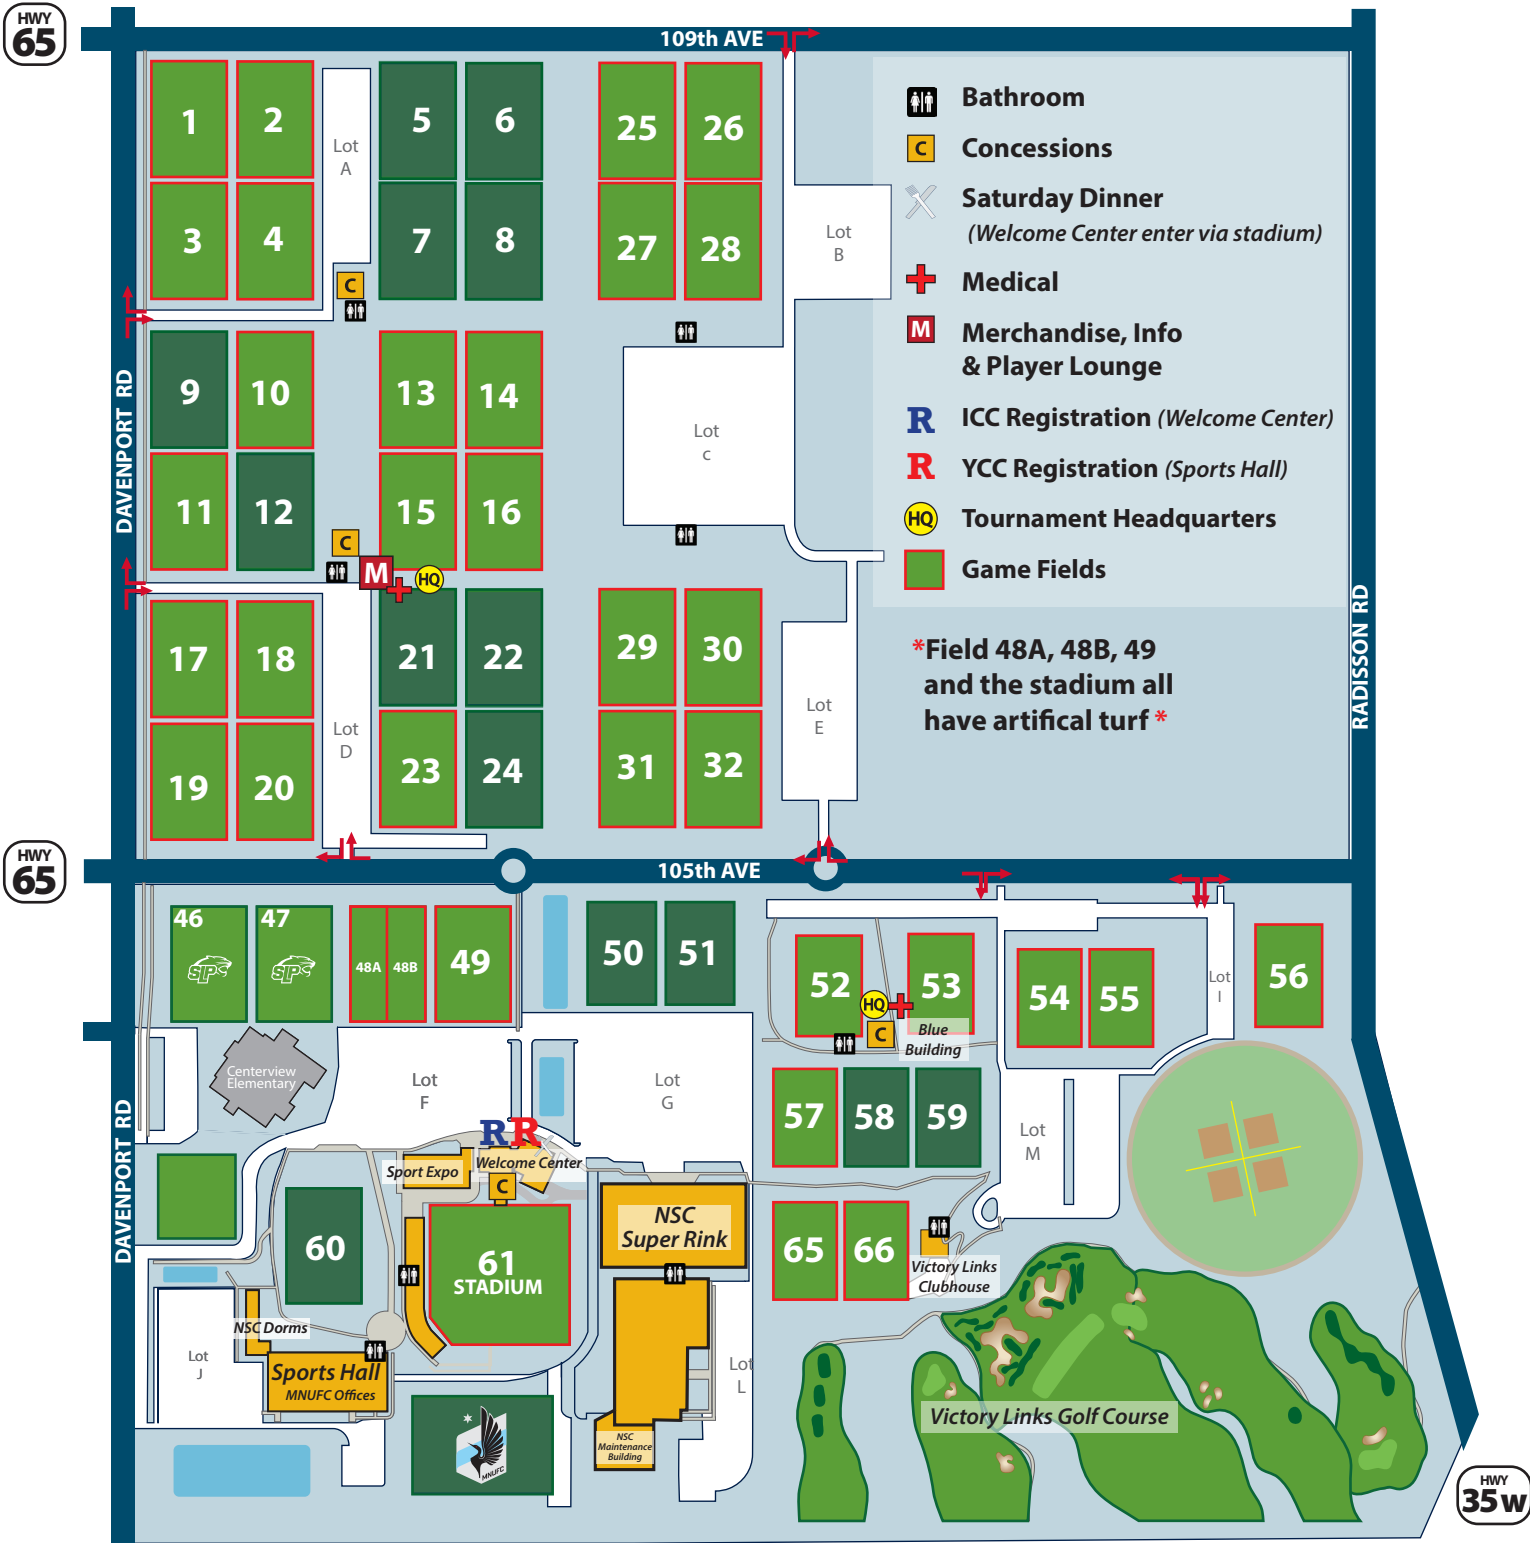 HWY
65
109th AVE
1
2
Lot
A
5
6
25
26
3
4
7
8
27
28
Lot
B
C
Bathroom
C Concessions
Saturday Dinner
(Welcome Center enter via stadium)
Medical
M Merchandise, Info
& Player Lounge
R ICC Registration (Welcome Center)
R YCC Registration (Sports Hall)
HQ Tournament Headquarters
Game Fields
*Field 48A, 48B, 49
and the stadium all
have artifical turf *
DAVENPORT RD
9
10
13
14
Lot
c
11
12
15
16
C
M
HQ
17
18
21
22
29
30
Lot
D
Lot
E
19
20
23
24
31
32
RADISSON RD
HWY
65
105th AVE
46
STP
47
STP
48A
48B
49
50
51
52
53
HQ
C
Blue
Building
54
55
Lot
I
56
Centerview
Elementary
Lot
F
Lot
G
57
58
59
Lot
M
DAVENPORT RD
R R
Sport Expo
Welcome Center
C
60
61
STADIUM
NSC
Super Rink
65
66
Victory Links
Clubhouse
NSC Dorms
Lot
J
Sports Hall
MNUFC Offices
Lot
L
MNUFC
NSC
Maintenance
Building
Victory Links Golf Course
HWY
35W